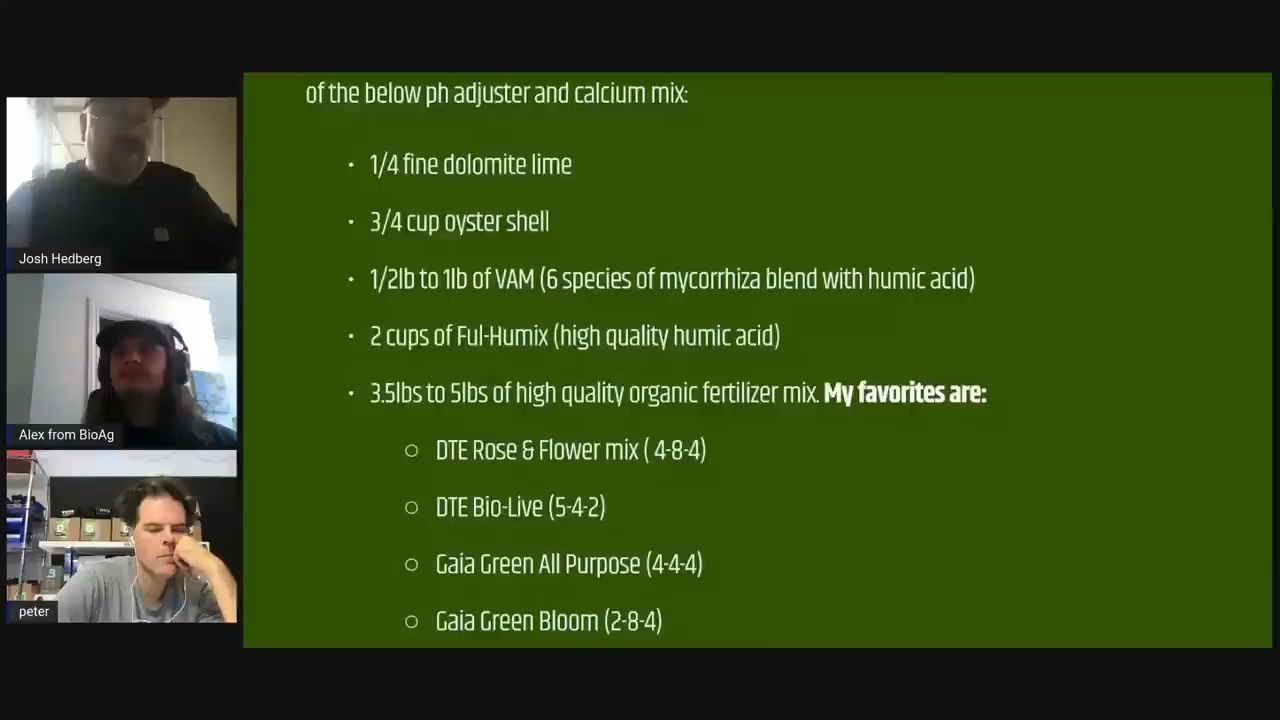 of the below ph adjuster and calcium mix:
• 1/4 fine dolomite lime
• 3/4 cup oyster shell
• 1/2lb to 1lb of VAM (6 species of mycorrhiza blend with humic acid)
• 2 cups of Ful-Humix (high quality humic acid)
• 3.5lbs to 5lbs of high quality organic fertilizer mix. My favorites are:
○ DTE Rose & Flower mix ( 4-8-4)
○ DTE Bio-Live (5-4-2)
○ Gaia Green All Purpose (4-4-4)
○ Gaia Green Bloom (2-8-4)
Josh Hedberg
Alex from BioAg
peter